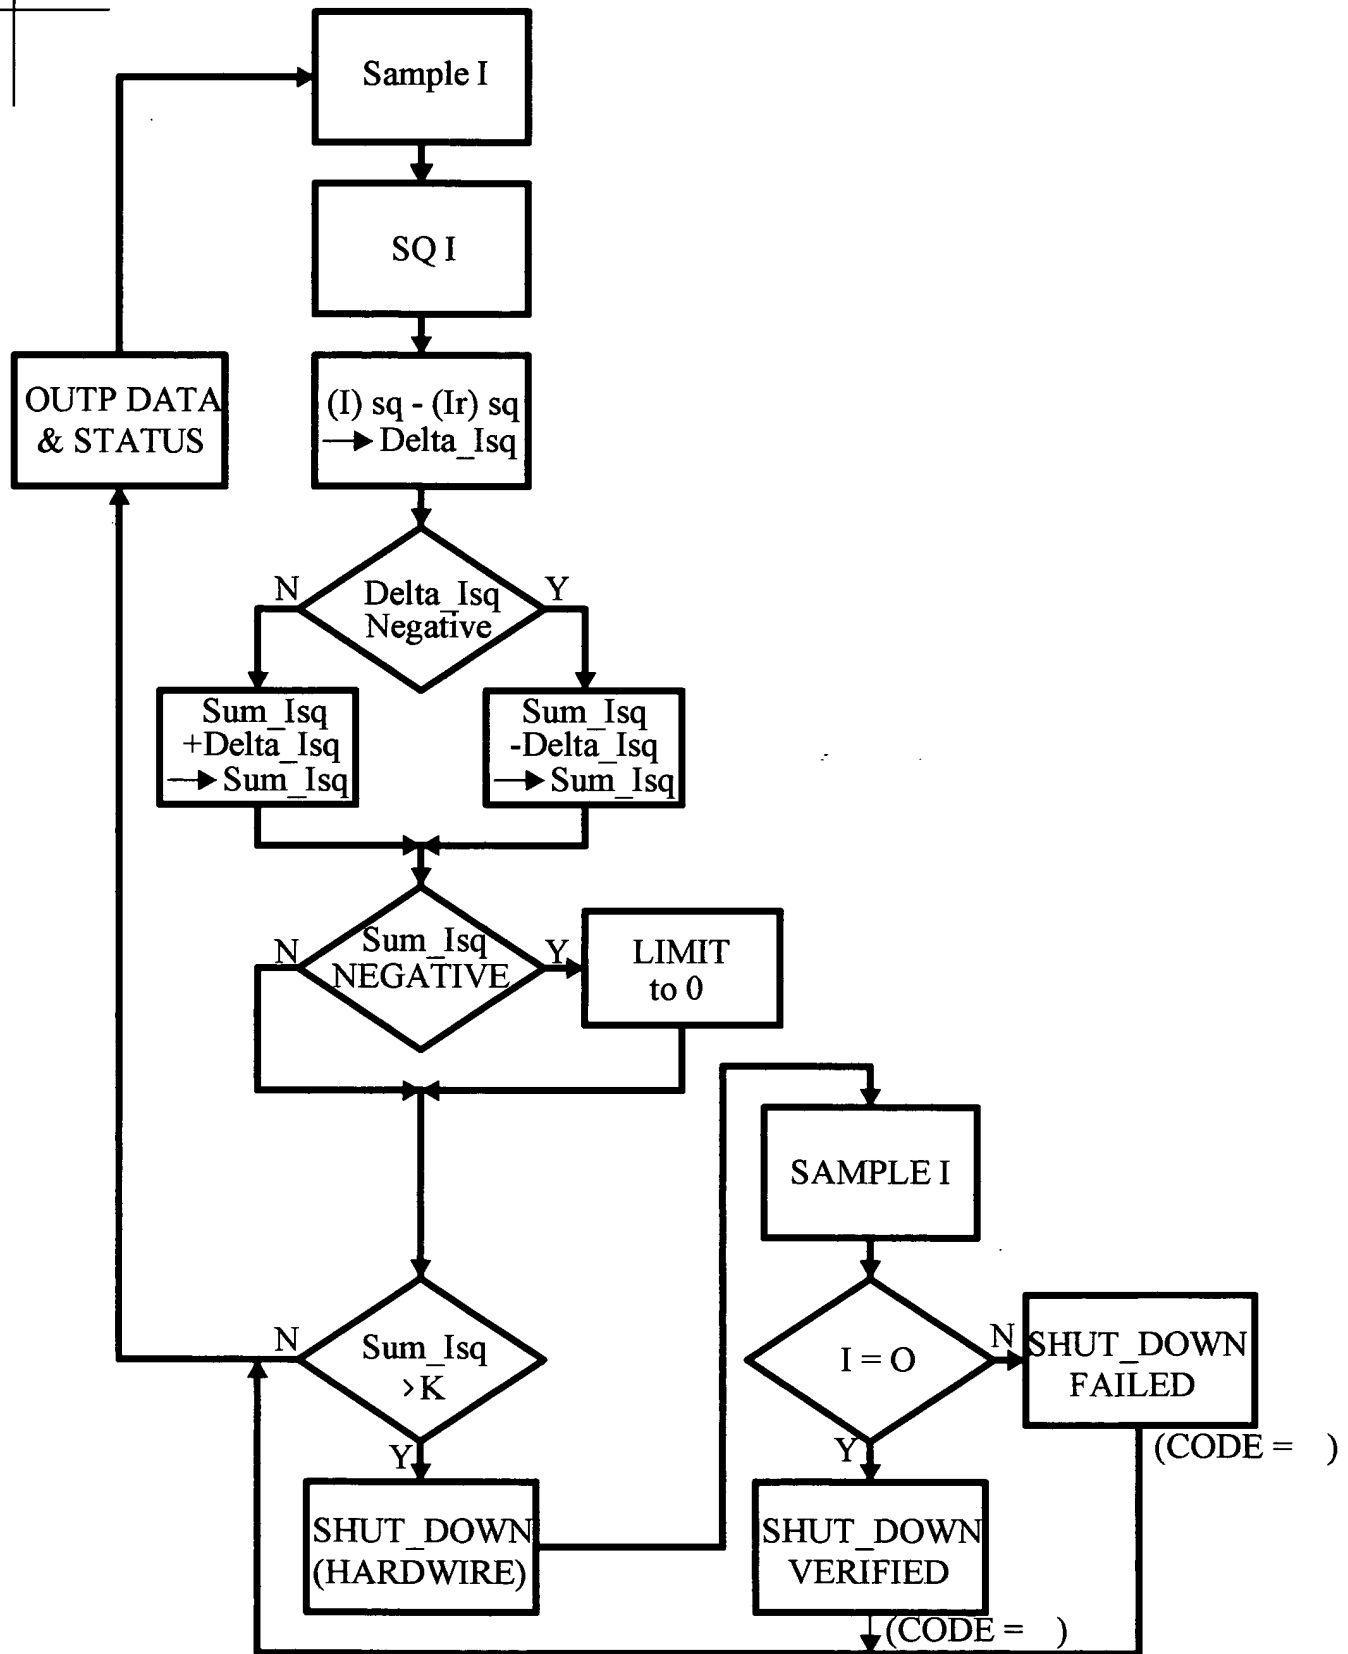 Sample I
SQ I
OUTP DATA
& STATUS
(I) sq - (Ir) sq
→ Delta_Isq
N
Y
Delta_Isq
Negative
Sum_Isq
+Delta_Isq
→ Sum_Isq
Sum_Isq
-Delta_Isq
→ Sum_Isq
N
Sum_Isq
NEGATIVE
Y
LIMIT
to 0
SAMPLE I
N
Sum_Isq
>K
Y
I = O
N
SHUT_DOWN
FAILED
(CODE = )
Y
SHUT_DOWN
(HARDWIRE)
SHUT_DOWN
VERIFIED
(CODE = )